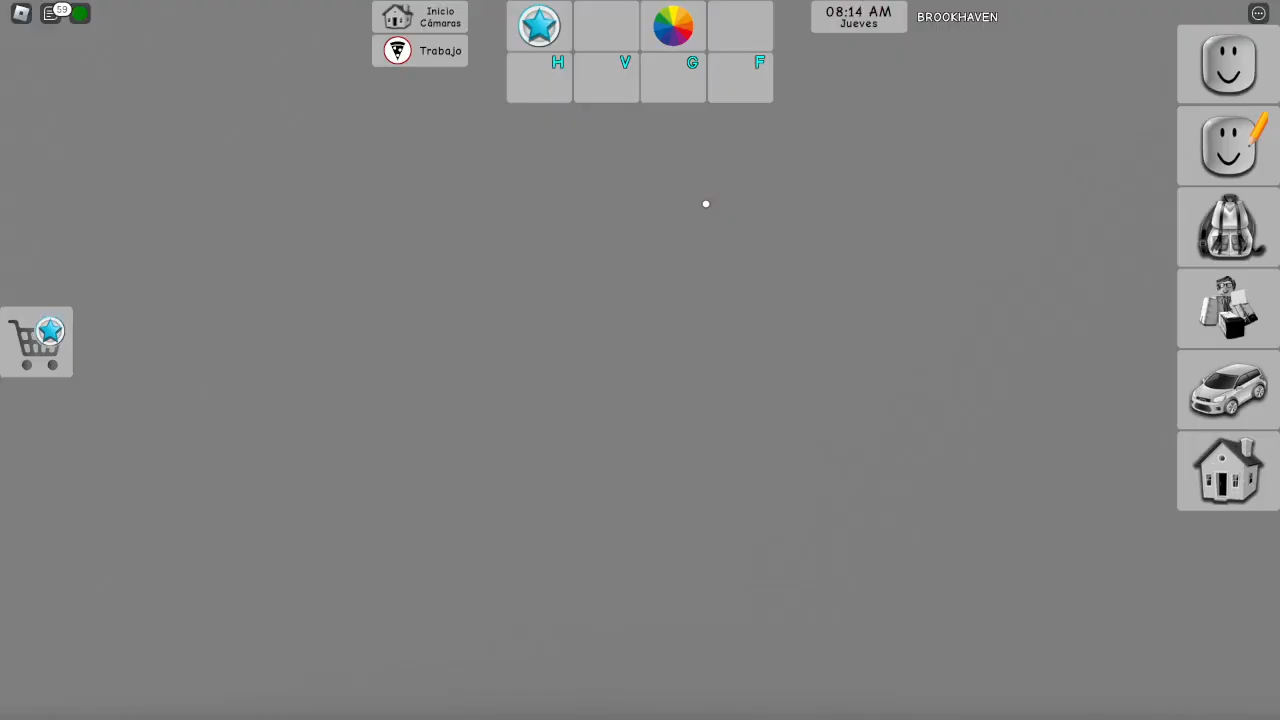 59
Inicio
Cámaras
Trabajo
H
V
G
F
08:14 AM
Jueves
BROOKHAVEN